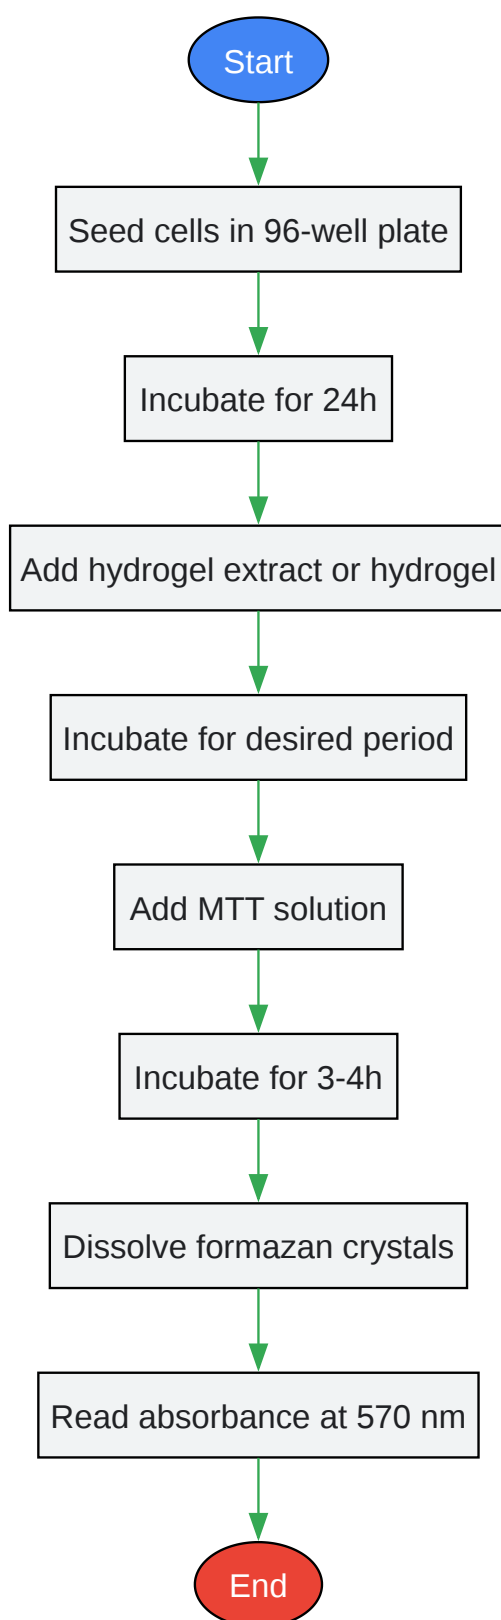 Start
Seed cells in 96-well plate
Incubate for 24h
Add hydrogel extract or hydrogel
Incubate for desired period
Add MTT solution
Incubate for 3-4h
Dissolve formazan crystals
Read absorbance at 570 nm
End